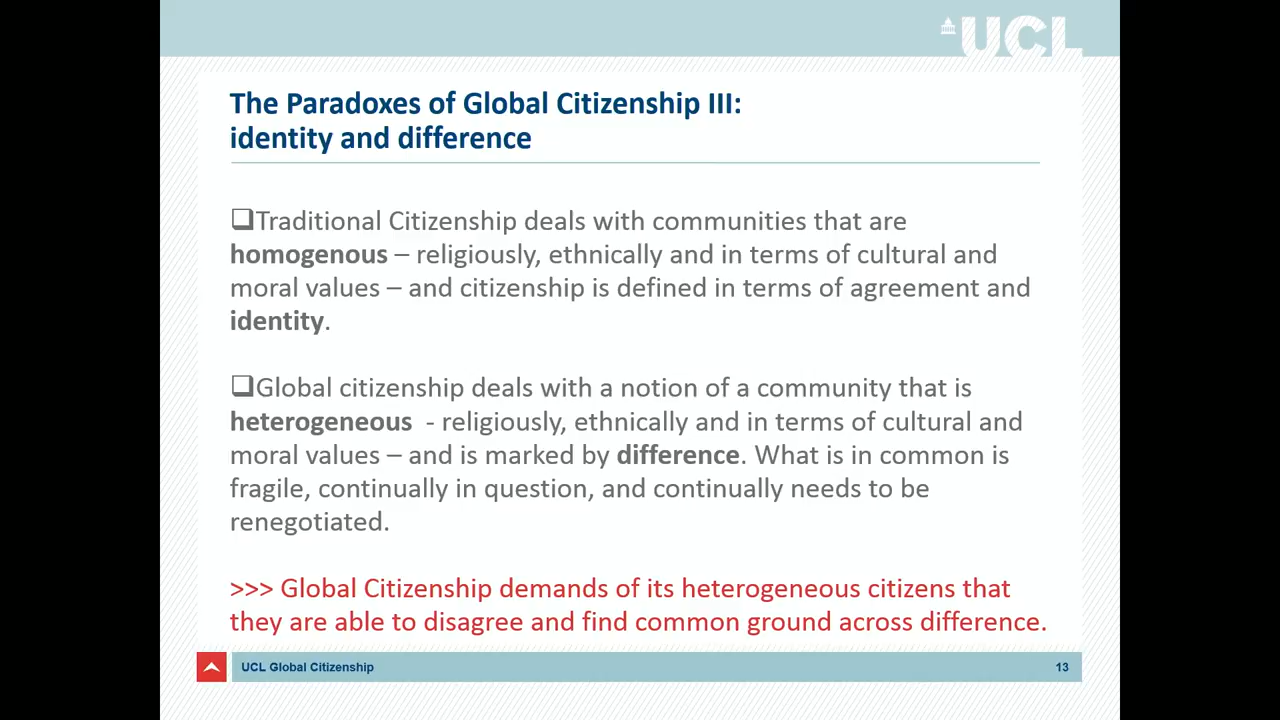 UCL
The Paradoxes of Global Citizenship III:
identity and difference
❑Traditional Citizenship deals with communities that are
homogenous – religiously, ethnically and in terms of cultural and
moral values – and citizenship is defined in terms of agreement and
identity.
❑Global citizenship deals with a notion of a community that is
heterogeneous  - religiously, ethnically and in terms of cultural and
moral values – and is marked by difference. What is in common is
fragile, continually in question, and continually needs to be
renegotiated.
>>> Global Citizenship demands of its heterogeneous citizens that
they are able to disagree and find common ground across difference.
UCL Global Citizenship 13